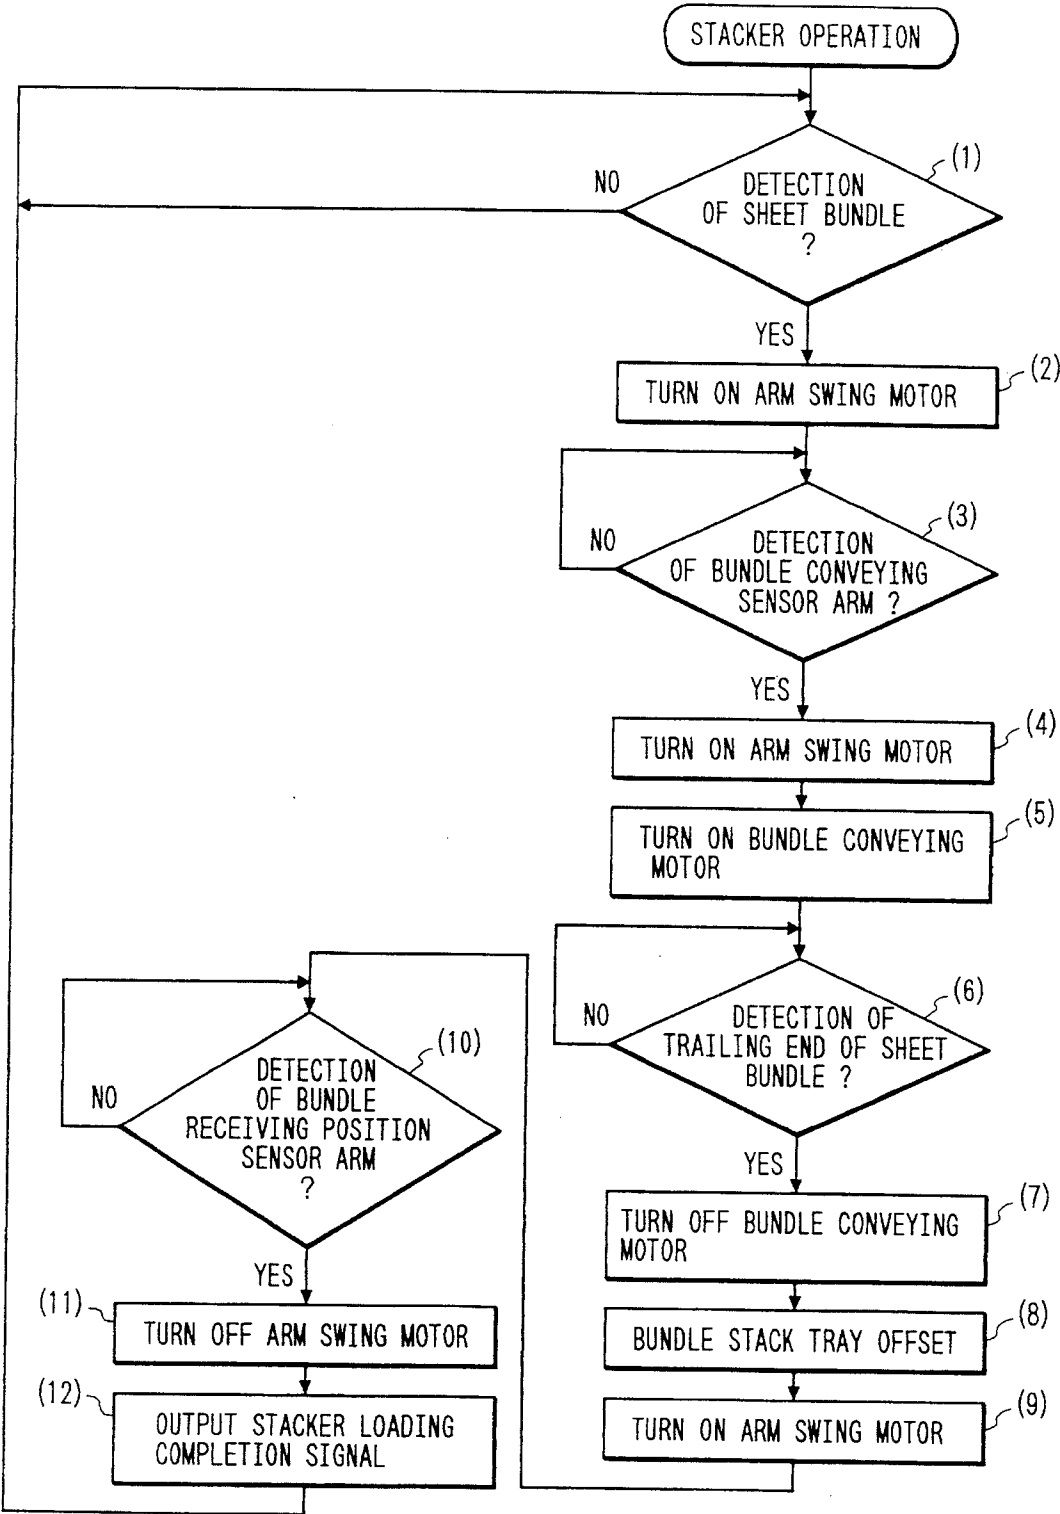 STACKER OPERATION
(1)
NO
DETECTION
OF SHEET BUNDLE
?
YES
(2)
TURN ON ARM SWING MOTOR
(3)
NO
DETECTION
OF BUNDLE CONVEYING
SENSOR ARM ?
YES
(4)
TURN ON ARM SWING MOTOR
(5)
TURN ON BUNDLE CONVEYING
MOTOR
(6)
NO
DETECTION OF
TRAILING END OF SHEET
BUNDLE ?
YES
(7)
TURN OFF BUNDLE CONVEYING
MOTOR
(8)
BUNDLE STACK TRAY OFFSET
(9)
TURN ON ARM SWING MOTOR
(10)
NO
DETECTION
OF BUNDLE
RECEIVING POSITION
SENSOR ARM
?
YES
(11)
TURN OFF ARM SWING MOTOR
(12)
OUTPUT STACKER LOADING
COMPLETION SIGNAL